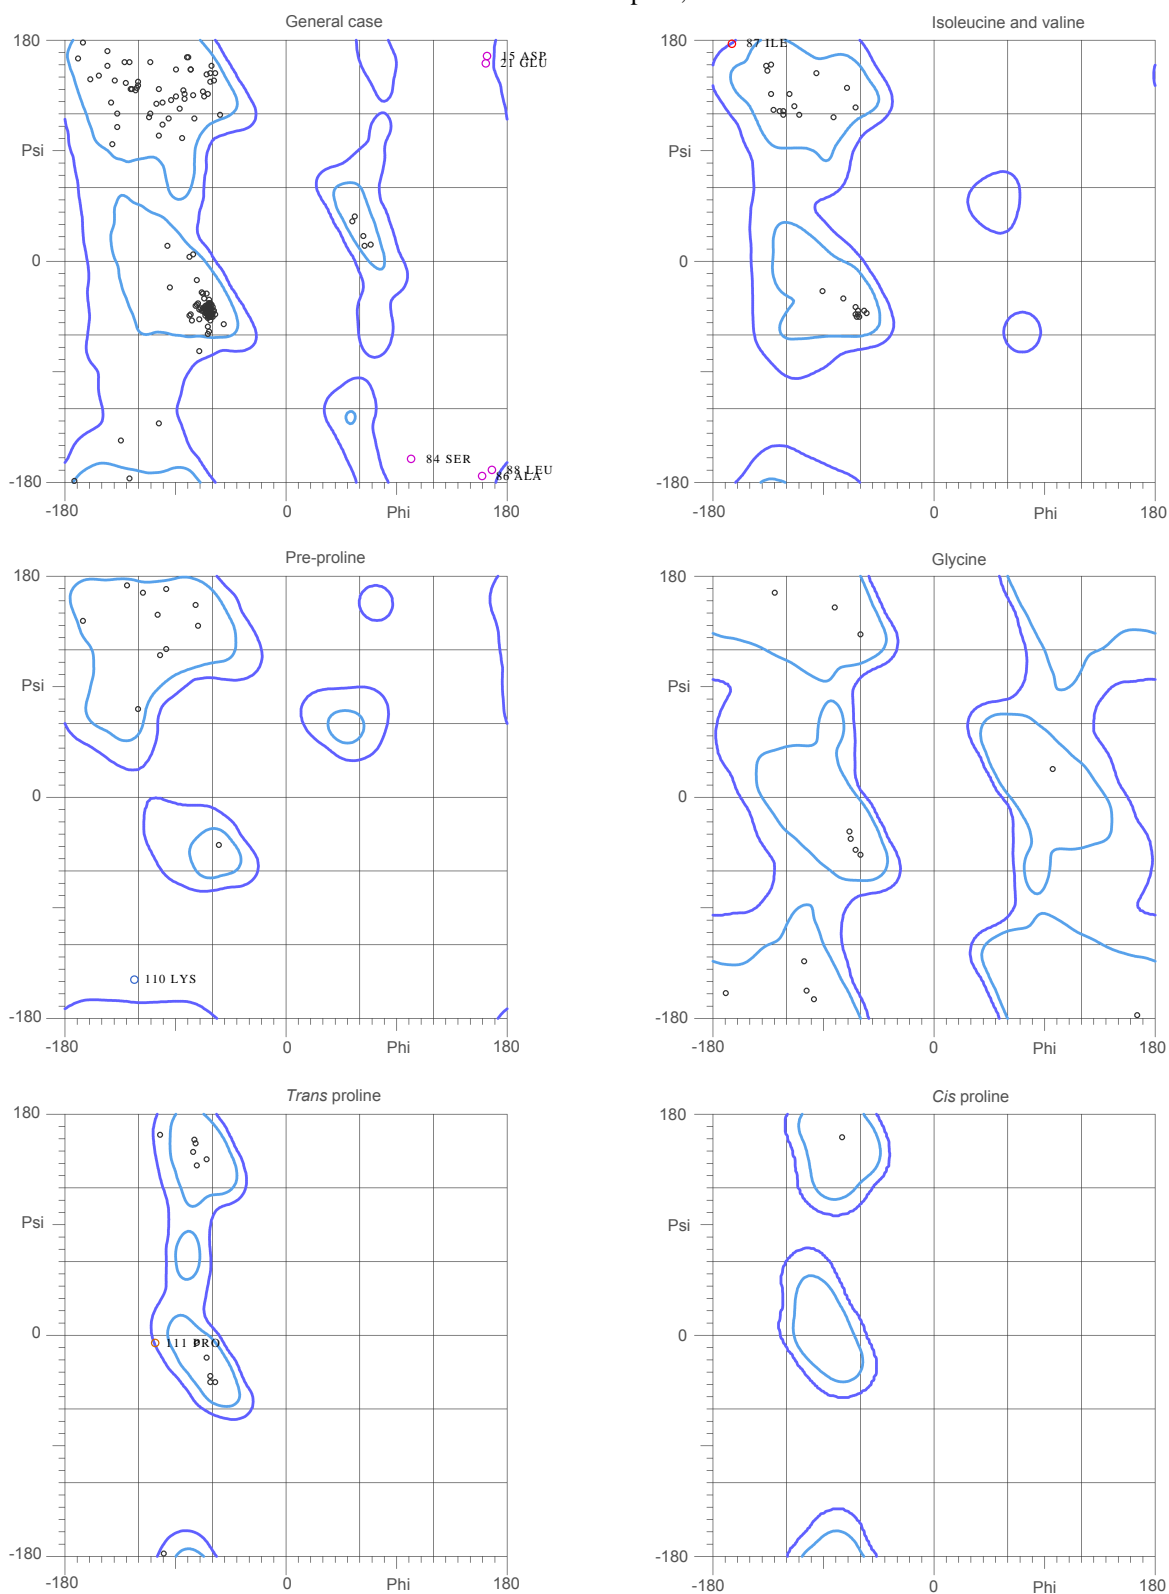 General case
180
Psi
0
-180
-180
0
Phi
180
15 ASP
21 GLU
84 SER
88 LEU
86 ALA
Isoleucine and valine
180
Psi
0
-180
-180
0
Phi
180
87 ILE
Pre-proline
180
Psi
0
-180
-180
0
Phi
180
110 LYS
Glycine
180
Psi
0
-180
-180
0
Phi
180
Trans proline
180
Psi
0
-180
-180
0
Phi
180
111 PRO
Cis proline
180
Psi
0
-180
-180
0
Phi
180